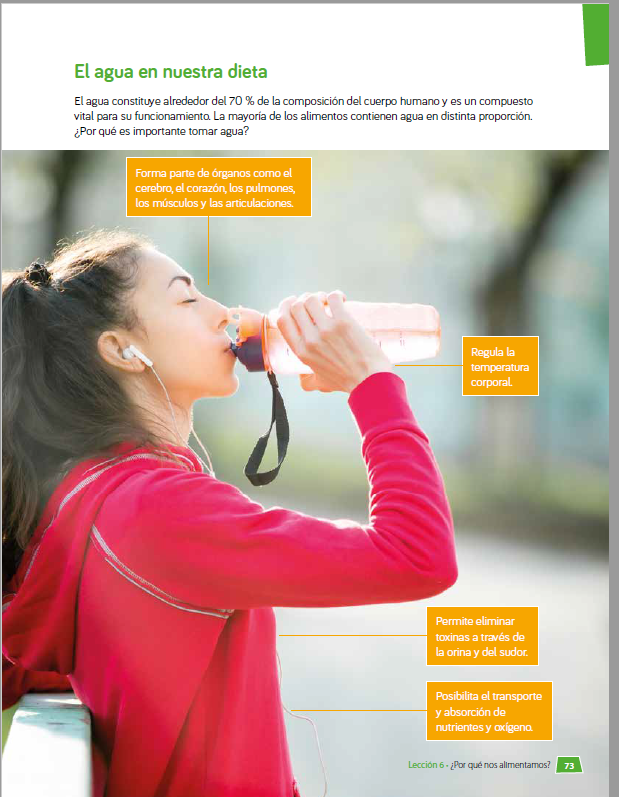 El agua en nuestra dieta
El agua constituye alrededor del 70 % de la composición del cuerpo humano y es un compuesto
vital para su funcionamiento. La mayoría de los alimentos contienen agua en distinta proporción.
¿Por qué es importante tomar agua?
Forma parte de órganos como el
cerebro, el corazón, los pulmones,
los músculos y las articulaciones.
Regula la
temperatura
corporal.
Permite eliminar
toxinas a través de
la orina y del sudor.
Posibilita el transporte
y absorción de
nutrientes y oxígeno.
Lección 6 - ¿Por qué nos alimentamos? 73